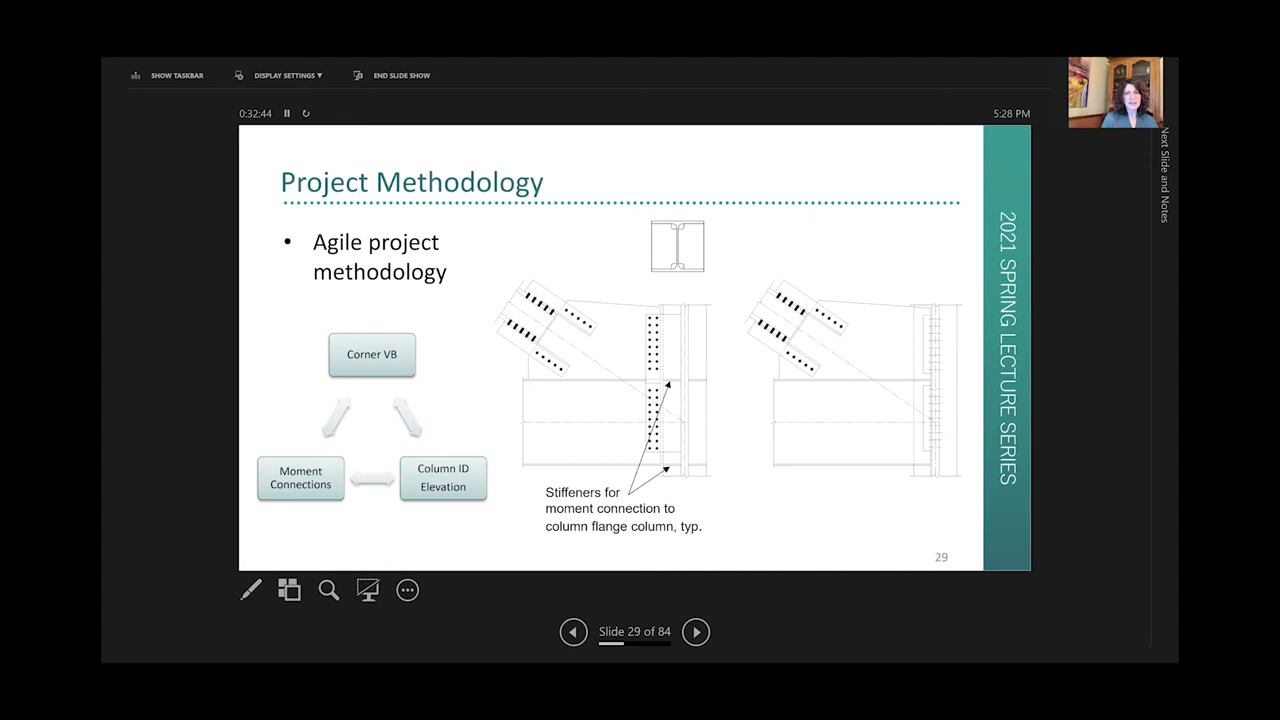 SHOW TASKBAR
DISPLAY SETTINGS ▼
END SLIDE SHOW
0:32:44
5:28 PM
Next Slide and Notes
Project Methodology
• Agile project
methodology
Corner VB
Moment
Connections
Column ID
Elevation
Stiffeners for
moment connection to
column flange column, typ.
2021 SPRING LECTURE SERIES
29
Slide 29 of 84